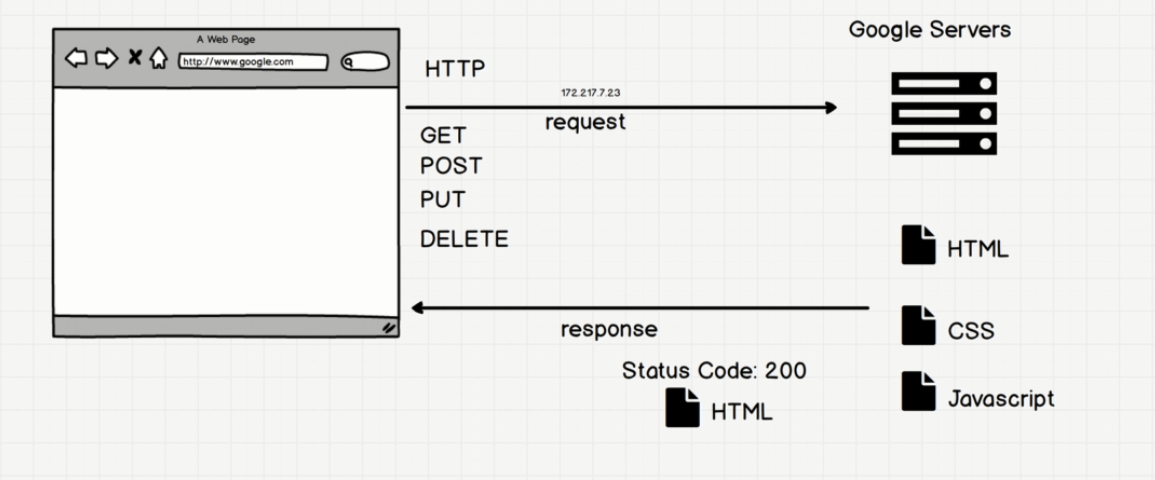 A Web Page
http://www.google.com
HTTP
172.217.7.23
request
GET
POST
PUT
DELETE
response
Status Code: 200
HTML
Google Servers
HTML
CSS
Javascript